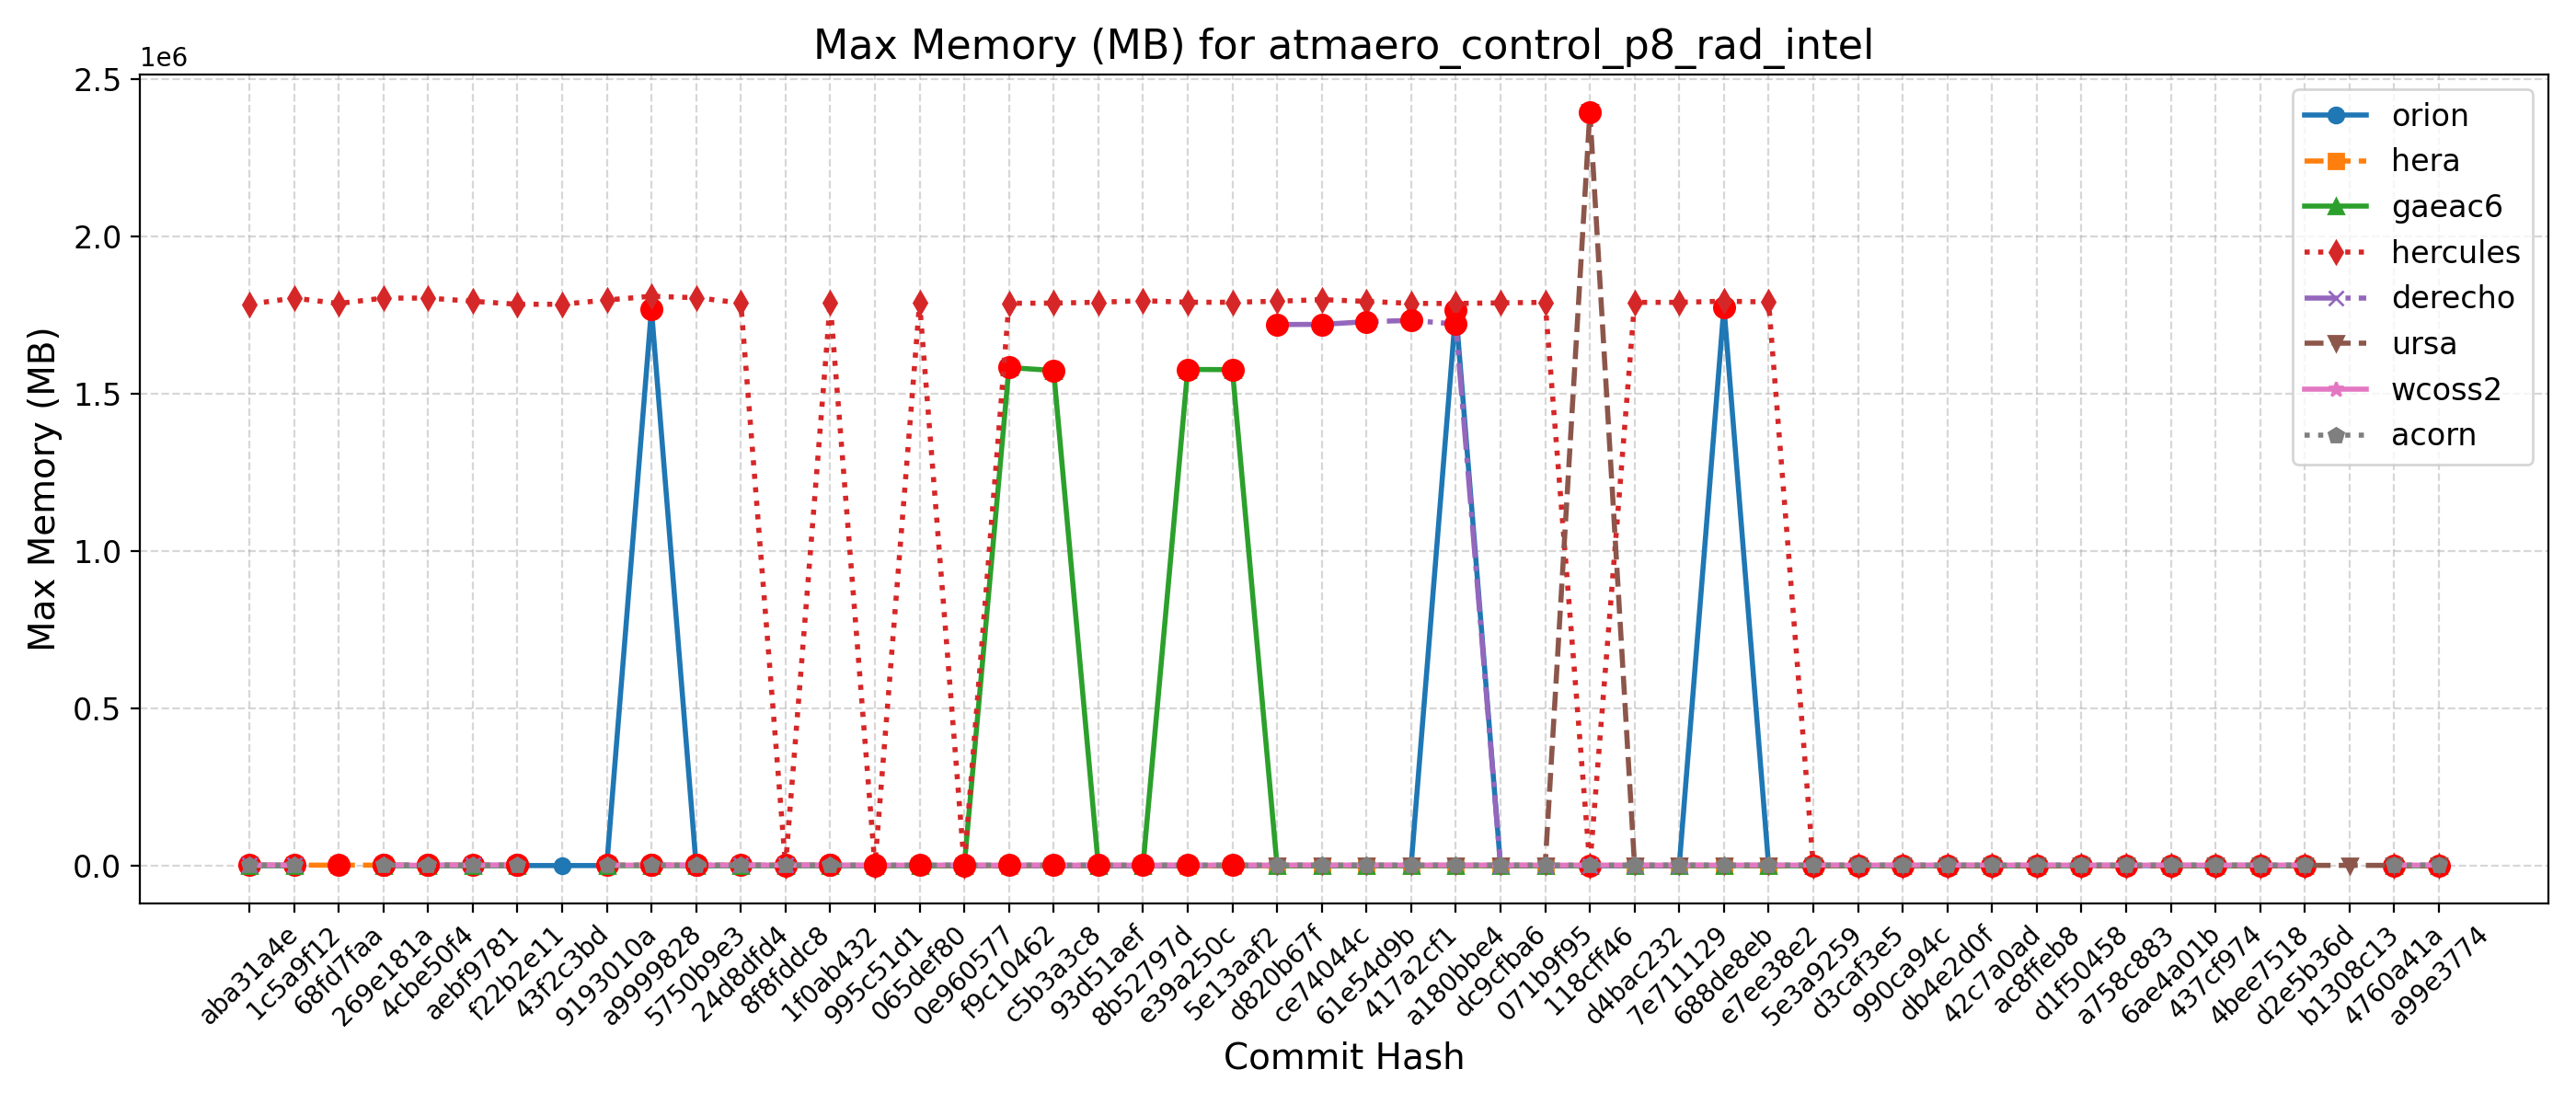 Max Memory (MB) for atmaero_control_p8_rad_intel
1e6
2.5
2.0
1.5
1.0
0.5
0.0
Max Memory (MB)
orion
hera
gaeac6
hercules
derecho
ursa
wcoss2
acorn
aba31a4e
1c5a9f12
68fd7faa
269e181a
4cbe50f4
aebf9781
f22b2e11
43f2c3bd
9193010a
a9999828
5750b9e3
24d8dfd4
8f8fddc8
1f0ab432
995c51d1
065def80
0e960577
f9c10462
c5b3a3c8
93d51aef
8b52797d
e39a250c
5e13aaf2
d820b67f
ce74044c
61e54d9b
417a2cf1
a180bbe4
dc9cfba6
071b9f95
118cff46
d4bac232
7e711129
688de8eb
e7ee38e2
5e3a9259
d3caf3e5
990ca94c
db4e2d0f
42c7a0ad
ac8ffeb8
d1f50458
a758c883
6ae4a01b
437cf974
4bee7518
d2e5b36d
b1308c13
4760a41a
a99e3774
Commit Hash